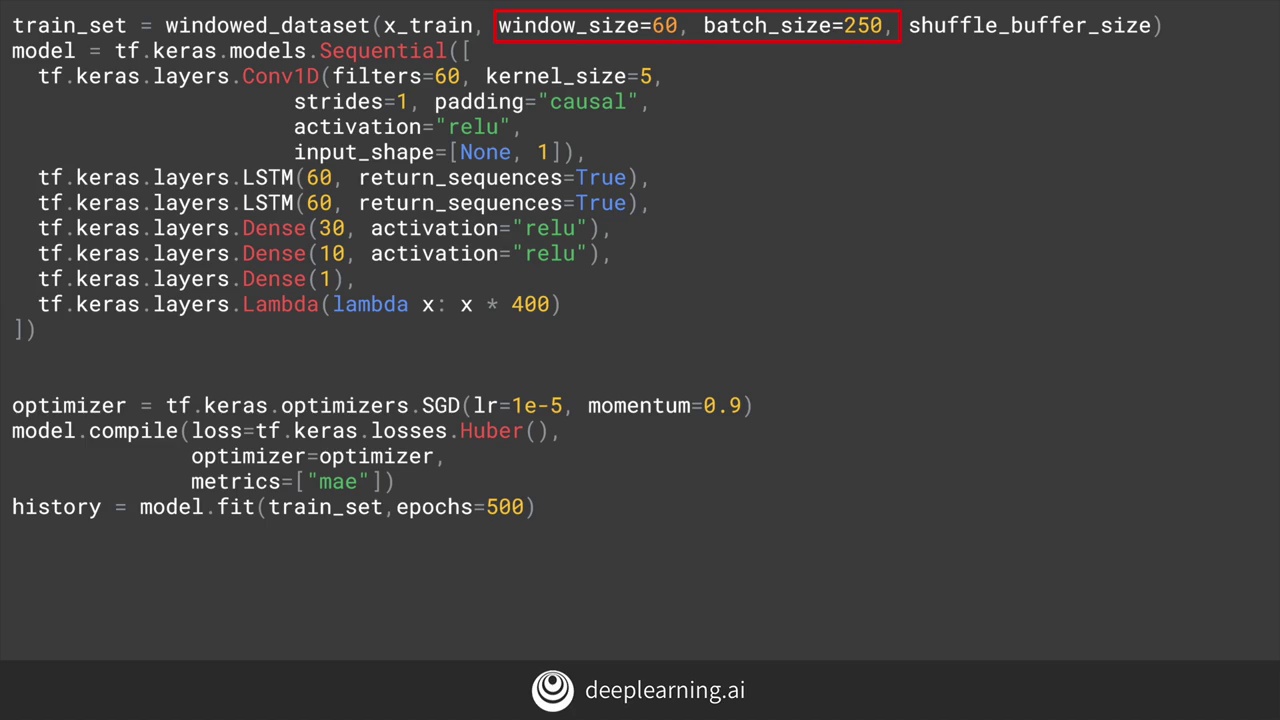 train_set = windowed_dataset(x_train, window_size=60, batch_size=250, shuffle_buffer_size)
model = tf.keras.models.Sequential([
  tf.keras.layers.Conv1D(filters=60, kernel_size=5,
                      strides=1, padding="causal",
                      activation="relu",
                      input_shape=[None, 1]),
  tf.keras.layers.LSTM(60, return_sequences=True),
  tf.keras.layers.LSTM(60, return_sequences=True),
  tf.keras.layers.Dense(30, activation="relu"),
  tf.keras.layers.Dense(10, activation="relu"),
  tf.keras.layers.Dense(1),
  tf.keras.layers.Lambda(lambda x: x * 400)
])
optimizer = tf.keras.optimizers.SGD(lr=1e-5, momentum=0.9)
model.compile(loss=tf.keras.losses.Huber(),
              optimizer=optimizer,
              metrics=["mae"])
history = model.fit(train_set,epochs=500)
deeplearning.ai